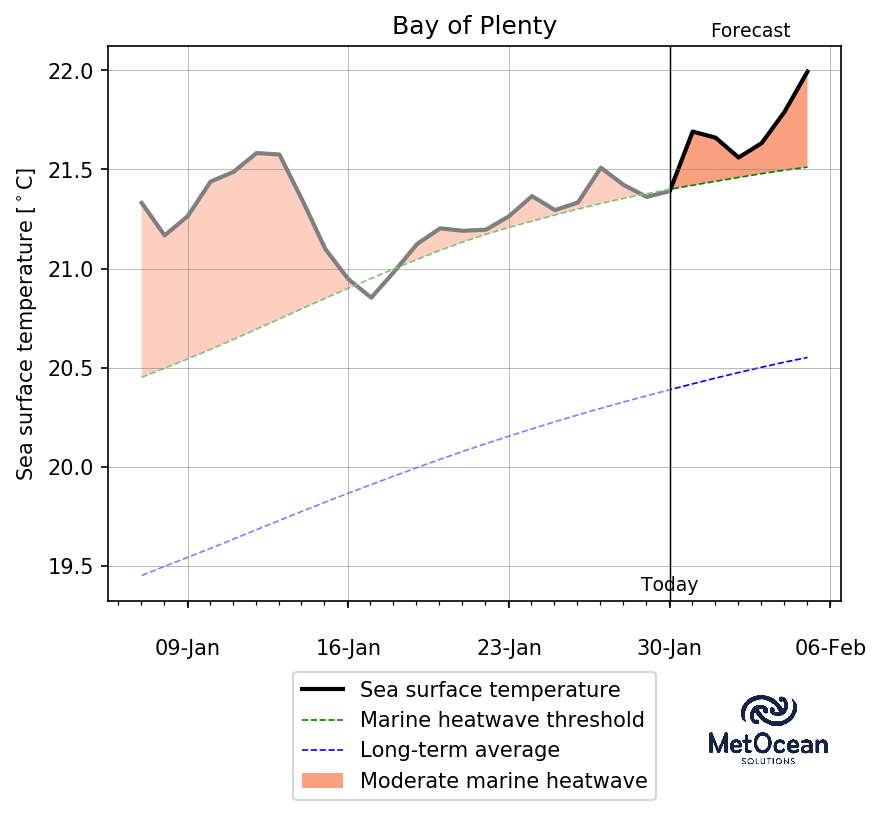 Bay of Plenty
Forecast
Sea surface temperature [°C]
22.0
21.5
21.0
20.5
20.0
19.5
Today
09-Jan 16-Jan 23-Jan 30-Jan 06-Feb
Sea surface temperature
Marine heatwave threshold
Long-term average
Moderate marine heatwave
MetOcean
SOLUTIONS